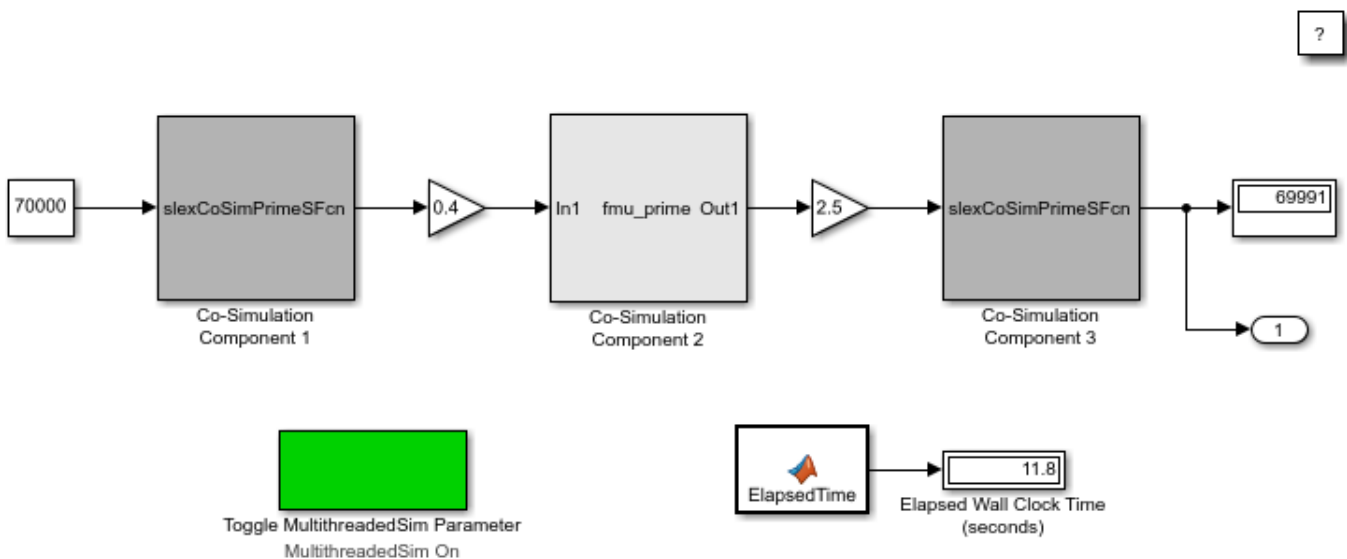 ?
70000
slexCoSimPrimeSFcn
0.4
In1 fmu_prime Out1
2.5
slexCoSimPrimeSFcn
69991
Co-Simulation
Component 1
Co-Simulation
Component 2
Co-Simulation
Component 3
1
ElapsedTime
11.8
Elapsed Wall Clock Time
(seconds)
Toggle MultithreadedSim Parameter
MultithreadedSim On